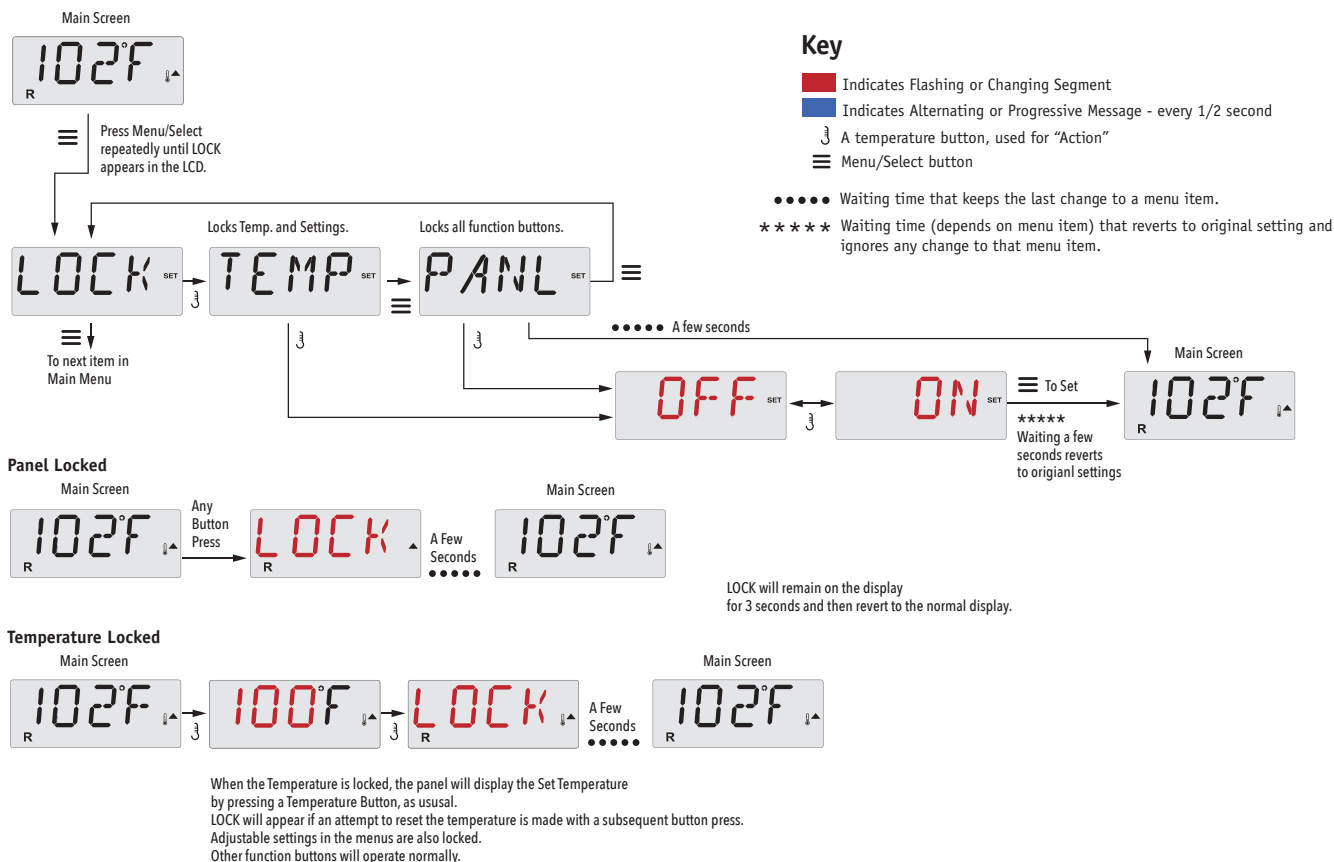 Main Screen
102°F
R
Press Menu/Select
repeatedly until LOCK
appears in the LCD.
Key
Indicates Flashing or Changing Segment
Indicates Alternating or Progressive Message - every 1/2 second
A temperature button, used for “Action”
Menu/Select button
••••• Waiting time that keeps the last change to a menu item.
***** Waiting time (depends on menu item) that reverts to original setting and
ignores any change to that menu item.
Locks Temp. and Settings.
Locks all function buttons.
LOCK SET
TEMP SET
PANL SET
To next item in
Main Menu
••••• A few seconds
OFF SET
ON SET
To Set
*****
Waiting a few
seconds reverts
to origianl settings
Main Screen
102°F
R
Panel Locked
Main Screen
102°F
R
Any
Button
Press
LOCK
R
A Few
Seconds
•••••
Main Screen
102°F
R
LOCK will remain on the display
for 3 seconds and then revert to the normal display.
Temperature Locked
Main Screen
102°F
R
100°F
LOCK
R
A Few
Seconds
•••••
Main Screen
102°F
R
When the Temperature is locked, the panel will display the Set Temperature
by pressing a Temperature Button, as ususal.
LOCK will appear if an attempt to reset the temperature is made with a subsequent button press.
Adjustable settings in the menus are also locked.
Other function buttons will operate normally.